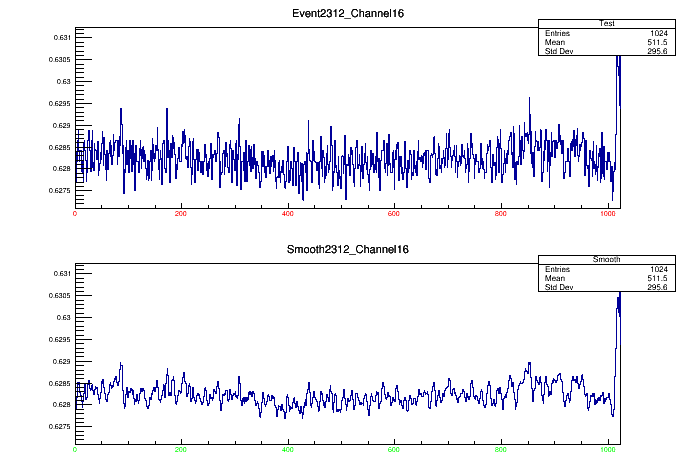 Event2312_Channel16
Test
Entries 1024
Mean 511.5
Std Dev 295.6
0.631
0.6305
0.63
0.6295
0.629
0.6285
0.628
0.6275
0 200 400 600 800 1000
Smooth2312_Channel16
Smooth
Entries 1024
Mean 511.5
Std Dev 295.6
0.631
0.6305
0.63
0.6295
0.629
0.6285
0.628
0.6275
0 200 400 600 800 1000